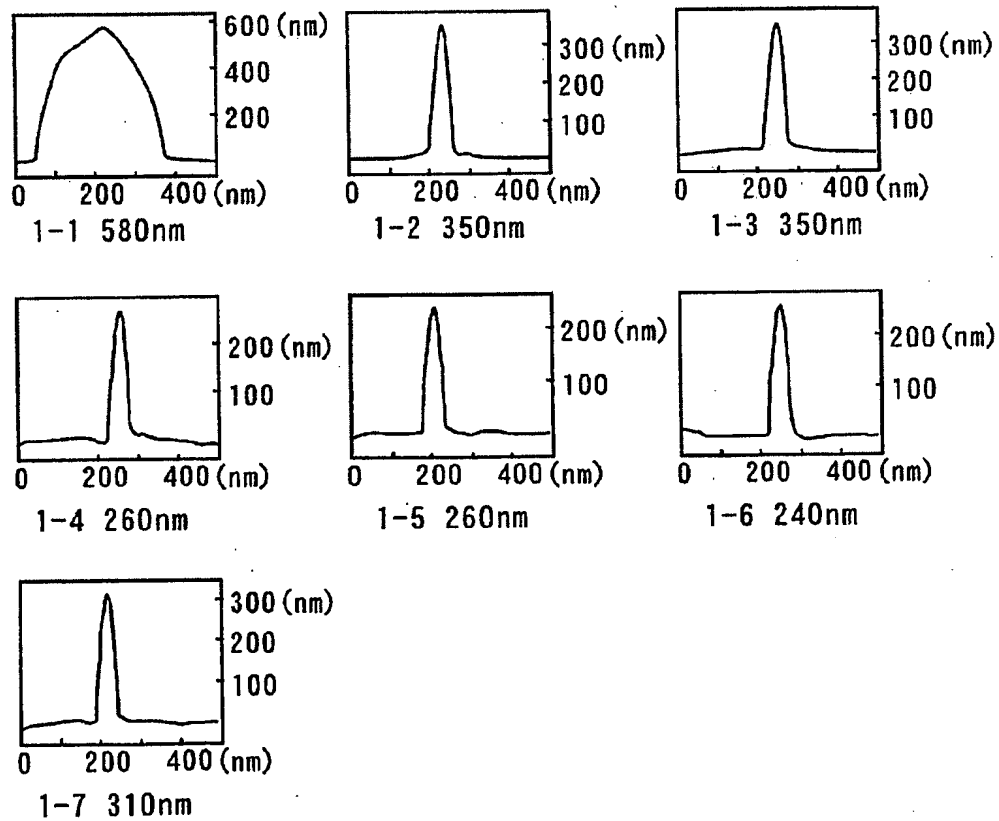 600 (nm)
400
200
0 200 400 (nm)
1-1 580nm
300 (nm)
200
100
0 200 400 (nm)
1-2 350nm
300 (nm)
200
100
0 200 400 (nm)
1-3 350nm
200 (nm)
100
0 200 400 (nm)
1-4 260nm
200 (nm)
100
0 200 400 (nm)
1-5 260nm
200 (nm)
100
0 200 400 (nm)
1-6 240nm
300 (nm)
200
100
0 200 400 (nm)
1-7 310nm